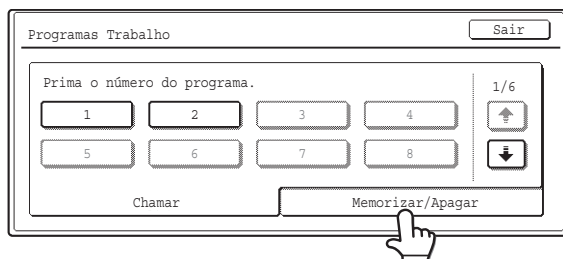 Programas Trabalho Sair
Prima o número do programa. 1/6
1 2 3 4
5 6 7 8
Chamar Memorizar/Apagar